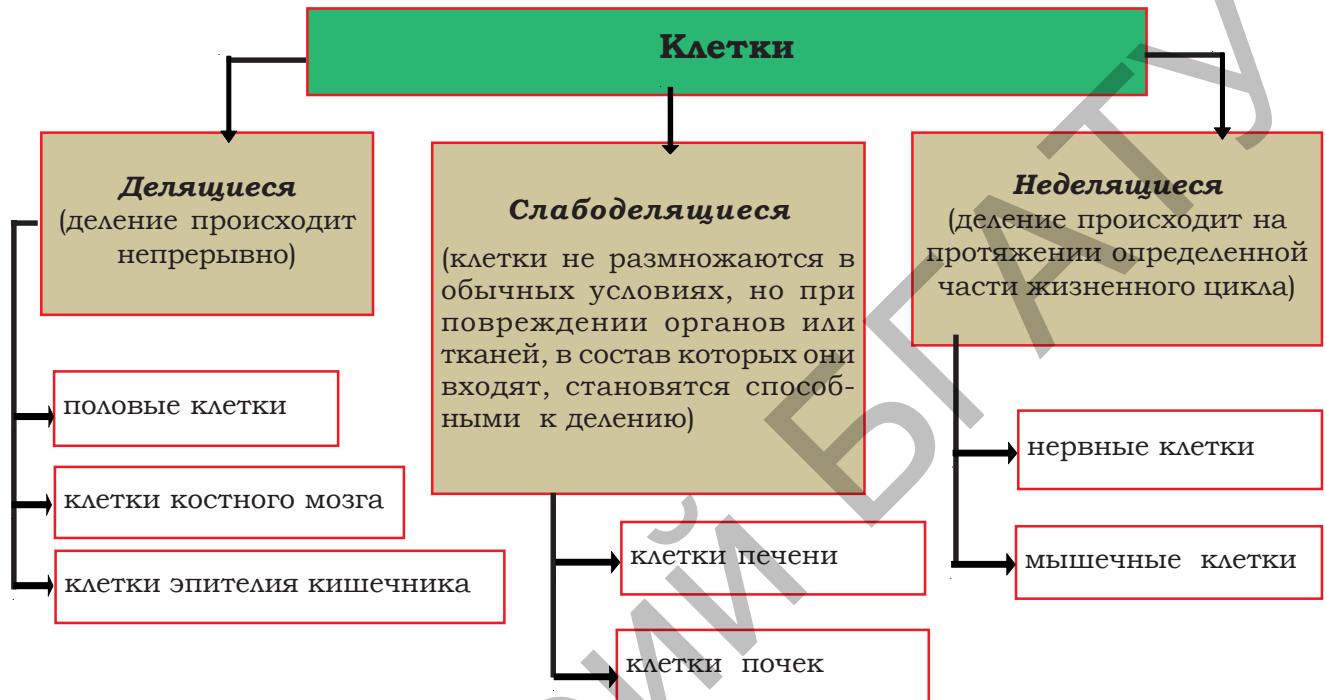 Клетки
Делящиеся
(деление происходит
непрерывно)
половые клетки
клетки костного мозга
клетки эпителия кишечника
Слабоделящиеся
(клетки не размножаются в
обычных условиях, но при
повреждении органов или
тканей, в состав которых они
входят, становятся способ-
ными к делению)
клетки печени
клетки почек
Неделящиеся
(деление происходит на
протяжении определенной
части жизненного цикла)
нервные клетки
мышечные клетки
ИЙ БГАТУ